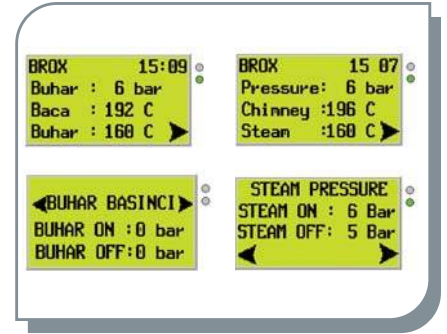 BROX 15:09
Buhar : 6 bar
Baca : 192 C
Buhar : 160 C
BROX 15 07
Pressure: 6 bar
Chimney :196 C
Steam :160 C
BUHAR BASINCI
BUHAR ON :0 bar
BUHAR OFF:0 bar
STEAM PRESSURE
STEAM ON : 6 Bar
STEAM OFF: 5 Bar